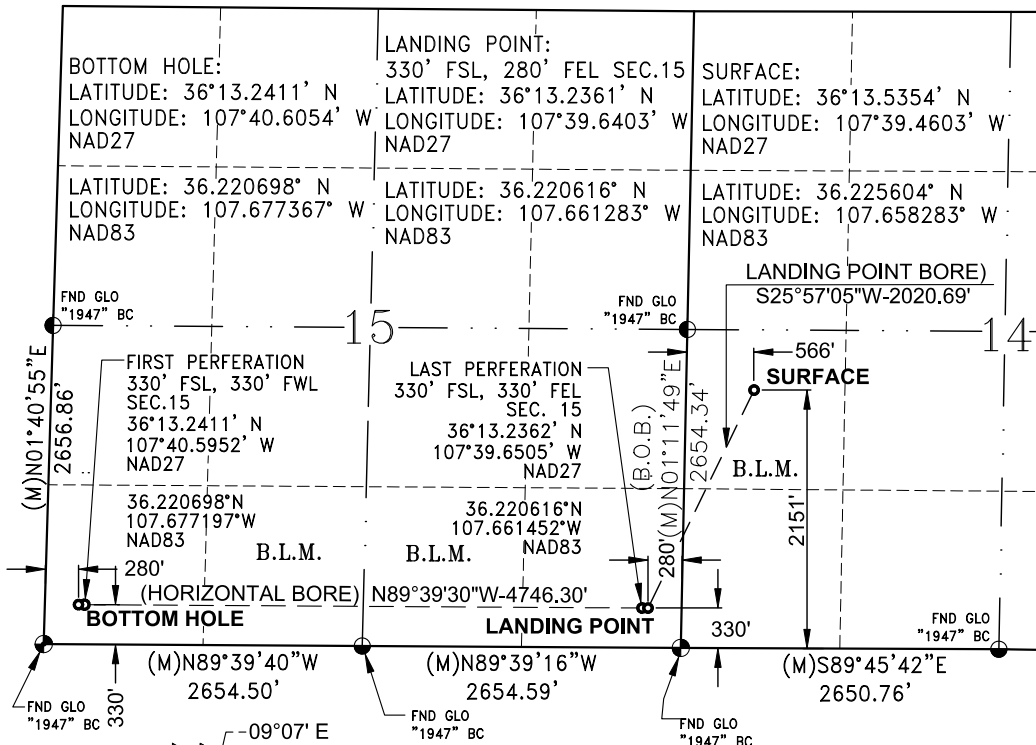 BOTTOM HOLE:
LATITUDE: 36°13.2411' N
LONGITUDE: 107°40.6054' W
NAD27
LATITUDE: 36.220698° N
LONGITUDE: 107.677367° W
NAD83
LANDING POINT:
330' FSL, 280' FEL SEC.15
LATITUDE: 36°13.2361' N
LONGITUDE: 107°39.6403' W
NAD27
LATITUDE: 36.220616° N
LONGITUDE: 107.661283° W
NAD83
SURFACE:
LATITUDE: 36°13.5354' N
LONGITUDE: 107°39.4603' W
NAD27
LATITUDE: 36.225604° N
LONGITUDE: 107.658283° W
NAD83
LANDING POINT BORE)
S25°57'05"W-2020.69'
FND GLO
"1947" BC
15
FND GLO
"1947" BC
14
566'
SURFACE
(M)N01°40'55"E
2656.86'
FIRST PERFERATION
330' FSL, 330' FWL
SEC.15
36°13.2411' N
107°40.5952' W
NAD27
36.220698°N
107.677197°W
NAD83
LAST PERFERATION
330' FSL, 330' FEL
SEC. 15
36°13.2362' N
107°39.6505' W
NAD27
36.220616°N
107.661452°W
NAD83
(B.O.B.)
(M)N01°11'49"E
2654.34'
B.L.M.
2151'
B.L.M.
B.L.M.
280'
280'
(HORIZONTAL BORE) N89°39'30"W-4746.30'
BOTTOM HOLE
LANDING POINT
330'
FND GLO
"1947" BC
(M)N89°39'40"W
2654.50'
(M)N89°39'16"W
2654.59'
(M)S89°45'42"E
2650.76'
FND GLO
"1947" BC
330'
FND GLO
"1947" BC
FND GLO
"1947" BC
09°07' E